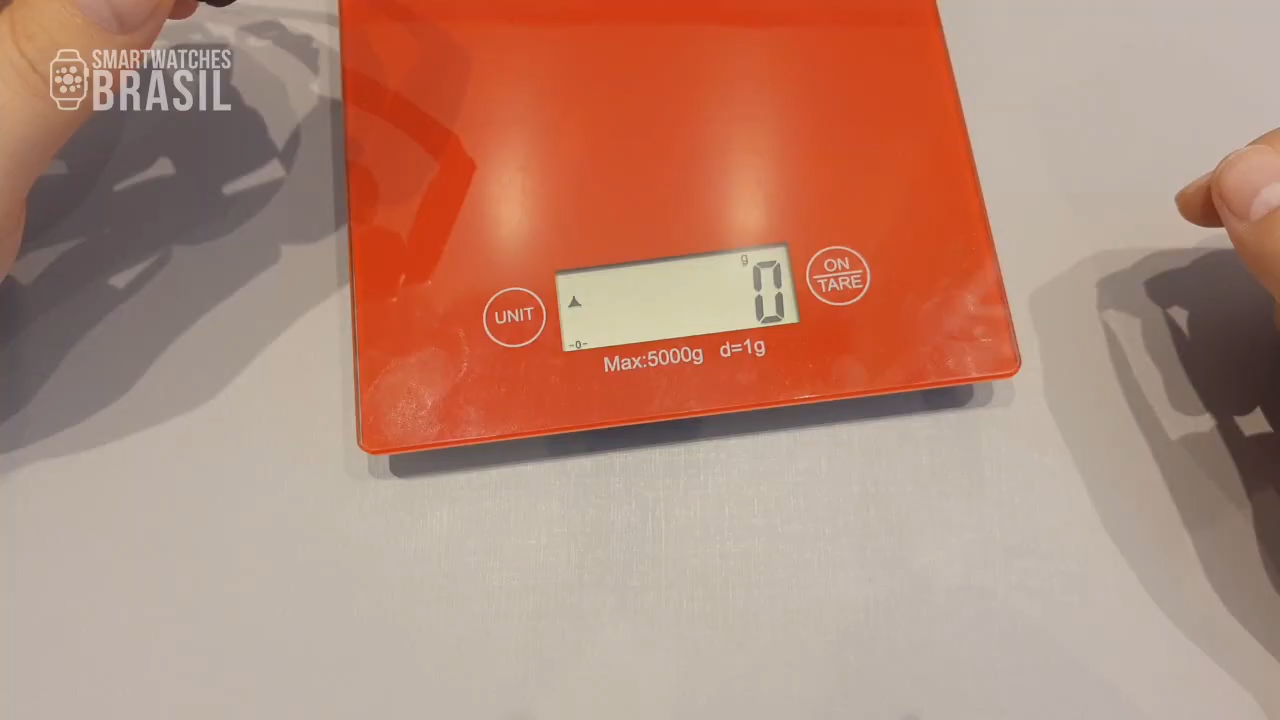 SMARTWATCHES
BRASIL
UNIT
g
0
-0-
ON
TARE
Max:5000g d=1g